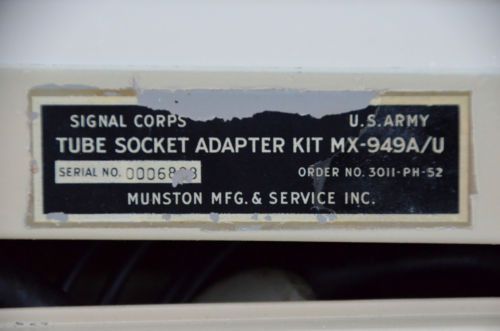 SIGNAL CORPS U.S. ARMY
TUBE SOCKET ADAPTER KIT MX-949A/U
SERIAL NO. ORDER NO. 3011-PH-52
MUNSTON MFG. & SERVICE INC.